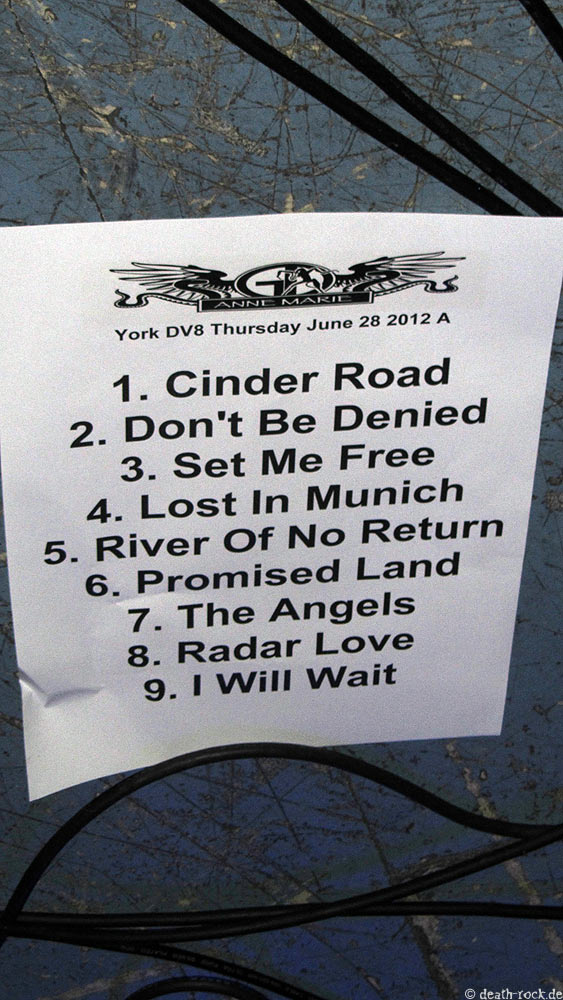 ANNE MARIE
York DV8 Thursday June 28 2012 A
1. Cinder Road
2. Don't Be Denied
3. Set Me Free
4. Lost In Munich
5. River Of No Return
6. Promised Land
7. The Angels
8. Radar Love
9. I Will Wait
© death-rock.de